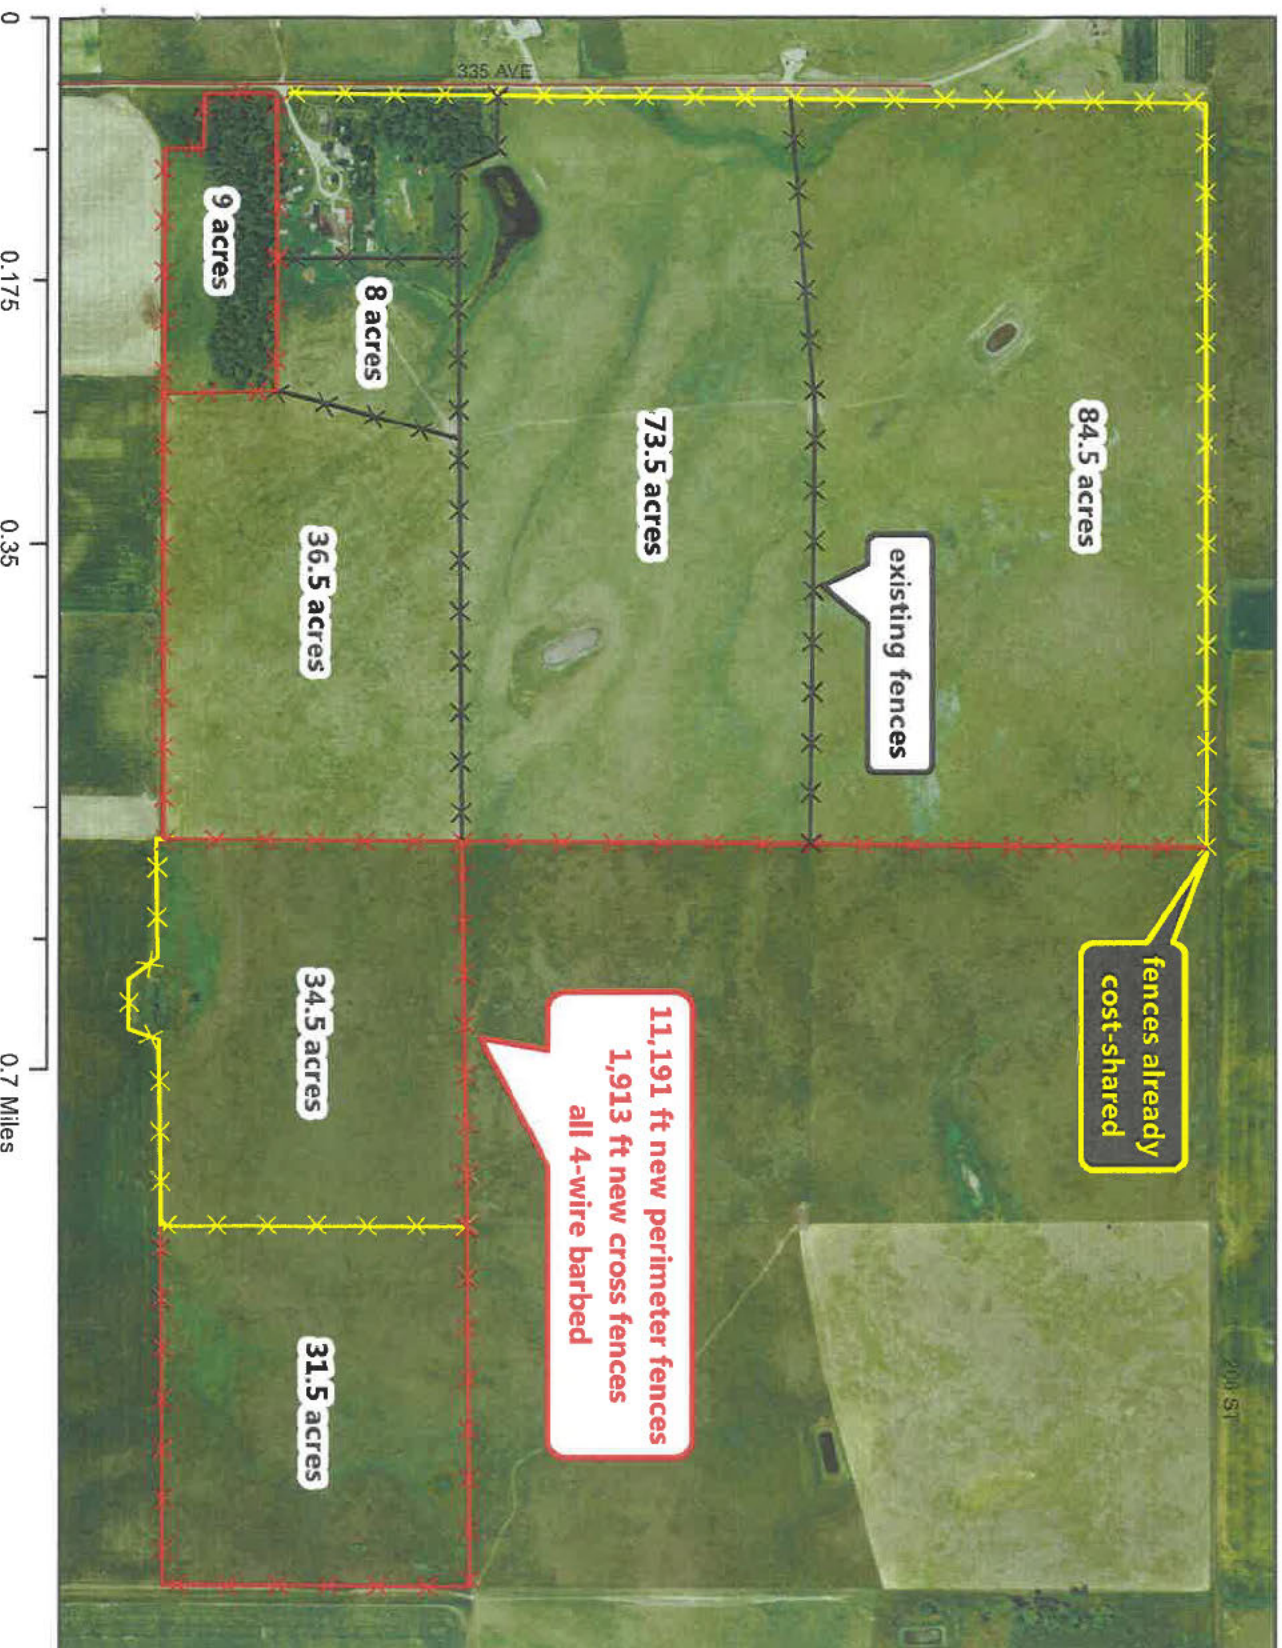 335 AVE
208 ST
84.5 acres
existing fences
fences already
cost-shared
73.5 acres
11,191 ft new perimeter fences
1,913 ft new cross fences
all 4-wire barbed
8 acres
9 acres
36.5 acres
34.5 acres
31.5 acres
0
0.175
0.35
0.7 Miles